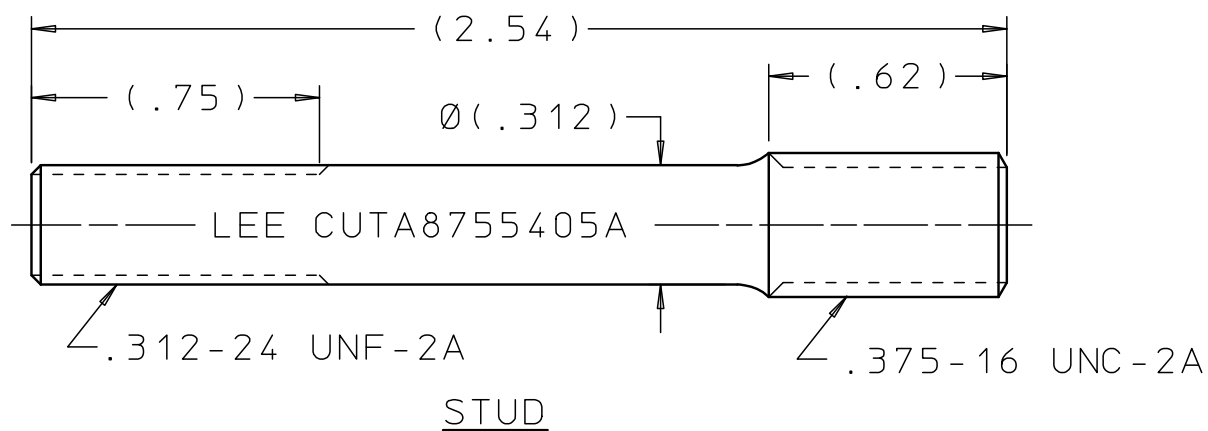 (2.54)
(.75)
(.62)
Ø(.312)
LEE CUTA8755405A
.312-24 UNF-2A
.375-16 UNC-2A
STUD